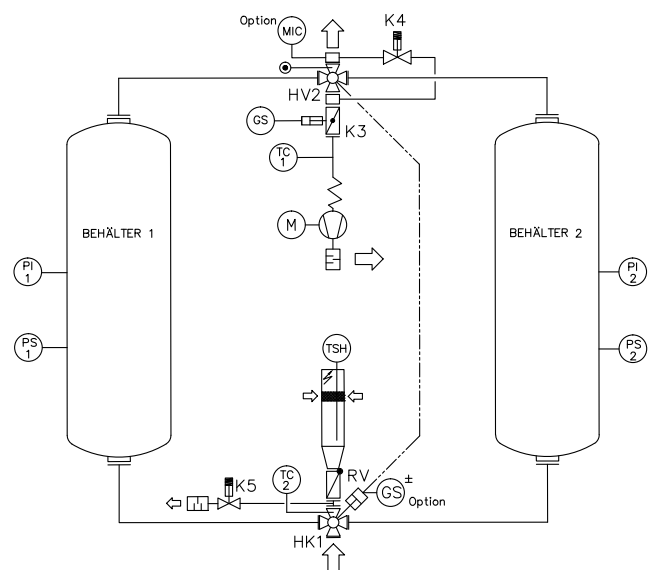 Option
MIC
K4
HV2
GS
K3
TC
1
M
BEHÄLTER 1
BEHÄLTER 2
PI
1
PI
2
PS
1
PS
2
TSH
TC
2
RV
K5
GS
±
Option
HK1